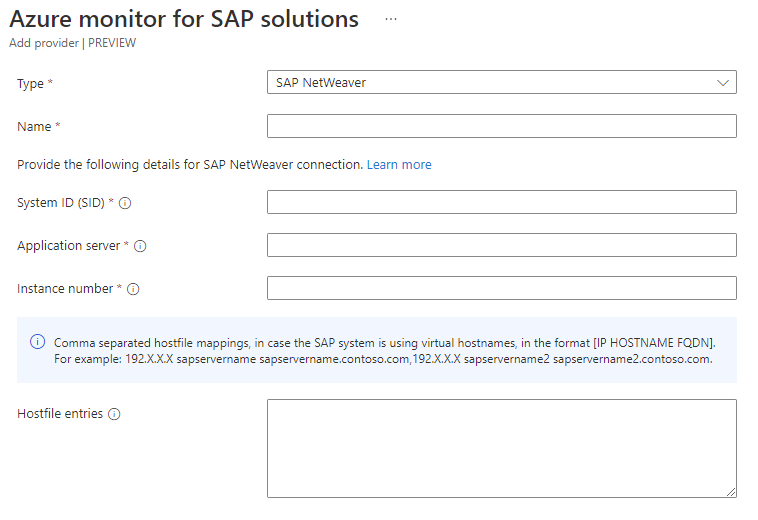 Azure monitor for SAP solutions ...
Add provider | PREVIEW
Type * SAP NetWeaver
Name *
Provide the following details for SAP NetWeaver connection. Learn more
System ID (SID) *
Application server *
Instance number *
Comma separated hostfile mappings, in case the SAP system is using virtual hostnames, in the format [IP HOSTNAME FQDN].
For example: 192.X.X.X sapservername sapservername.contoso.com,192.X.X.X sapservername2 sapservername2.contoso.com.
Hostfile entries